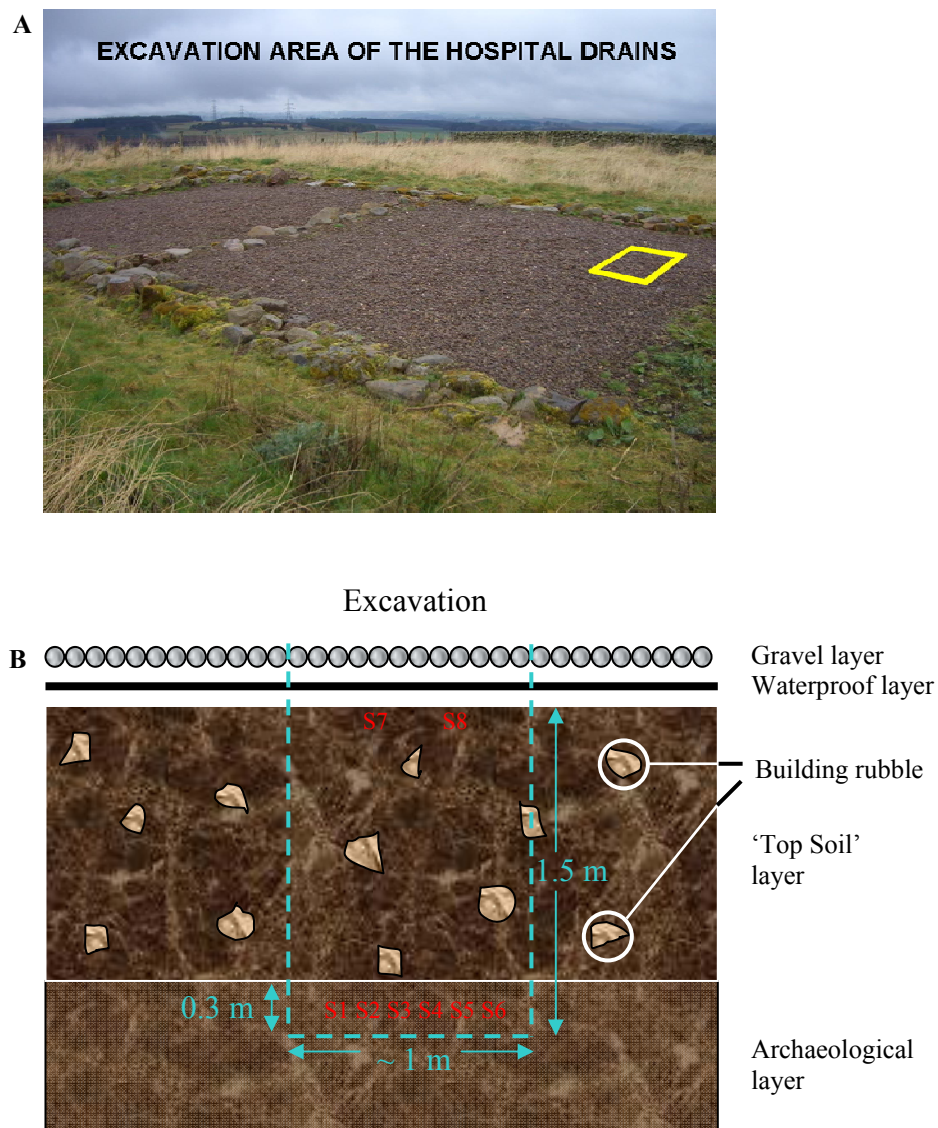 A
EXCAVATION AREA OF THE HOSPITAL DRAINS
Excavation
B
Gravel layer
Waterproof layer
S7 S8
Building rubble
‘Top Soil’
layer
1.5 m
0.3 m
S1 S2 S3 S4 S5 S6
~ 1 m
Archaeological
layer